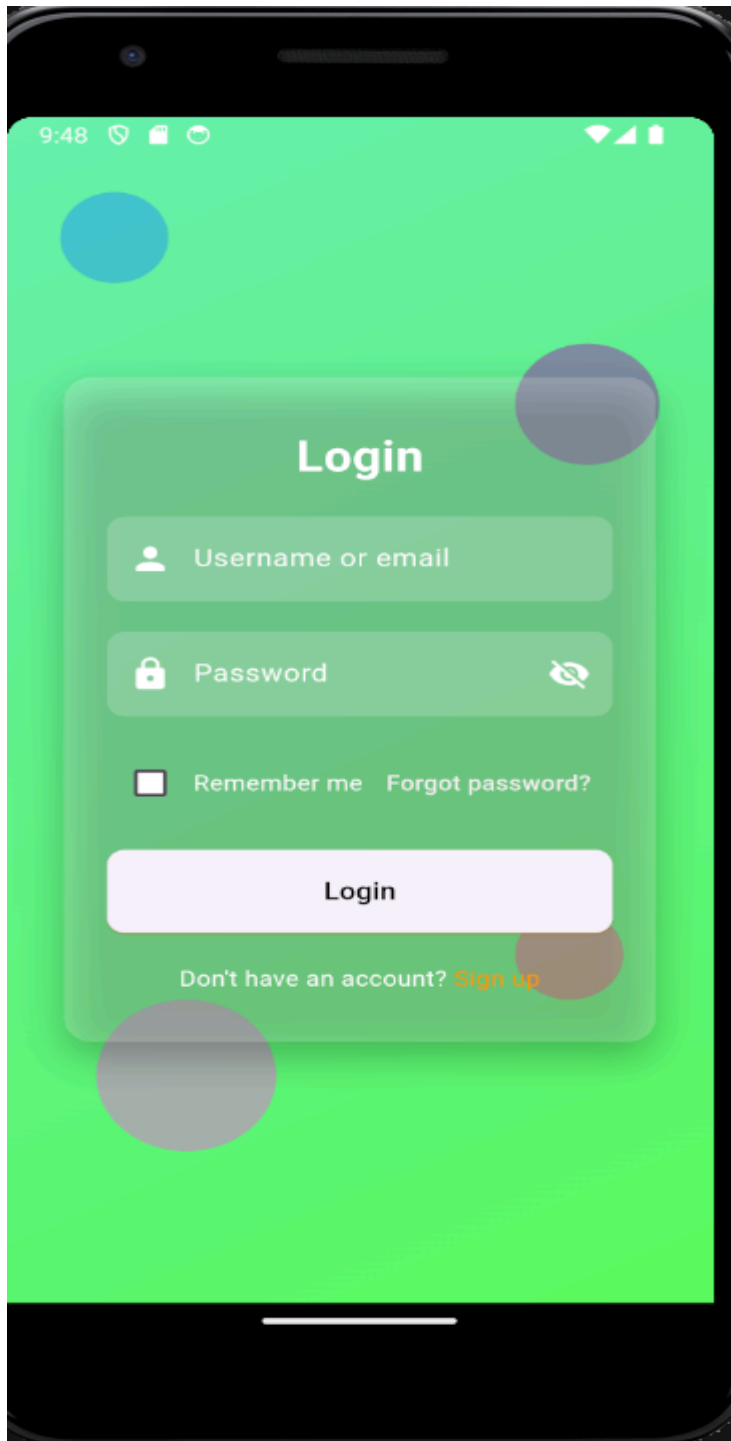 9:48
Login
Username or email
Password
Remember me Forgot password?
Login
Don't have an account? Sign up